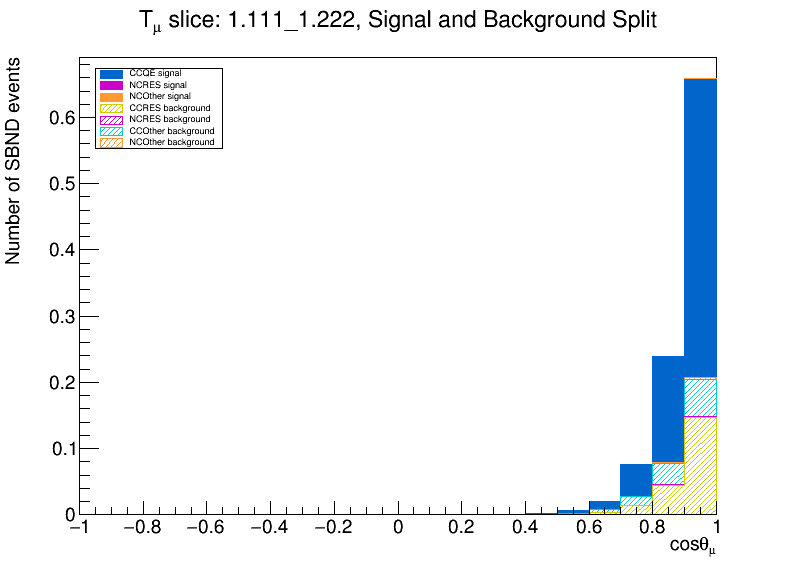 Tμ slice: 1.111_1.222, Signal and Background Split
Number of SBND events
CCQE signal
NCRES signal
NCOther signal
CCRES background
NCRES background
CCOther background
NCOther background
0.6
0.5
0.4
0.3
0.2
0.1
0
−1 −0.8 −0.6 −0.4 −0.2 0 0.2 0.4 0.6 0.8 1
cosθμ